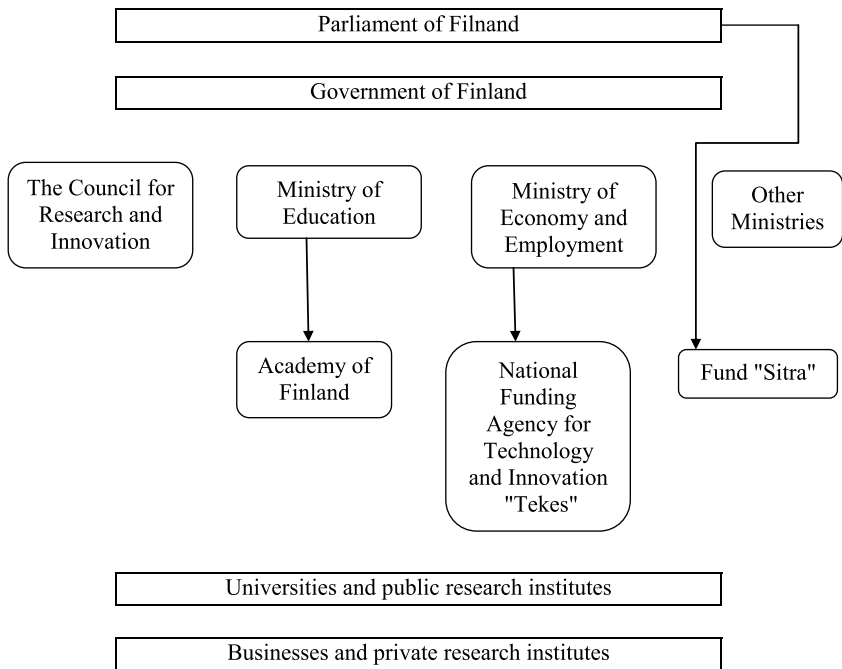 Parliament of Filnand
Government of Finland
The Council for
Research and
Innovation
Ministry of
Education
Ministry of
Economy and
Employment
Other
Ministries
Academy of
Finland
National
Funding
Agency for
Technology
and Innovation
"Tekes"
Fund "Sitra"
Universities and public research institutes
Businesses and private research institutes